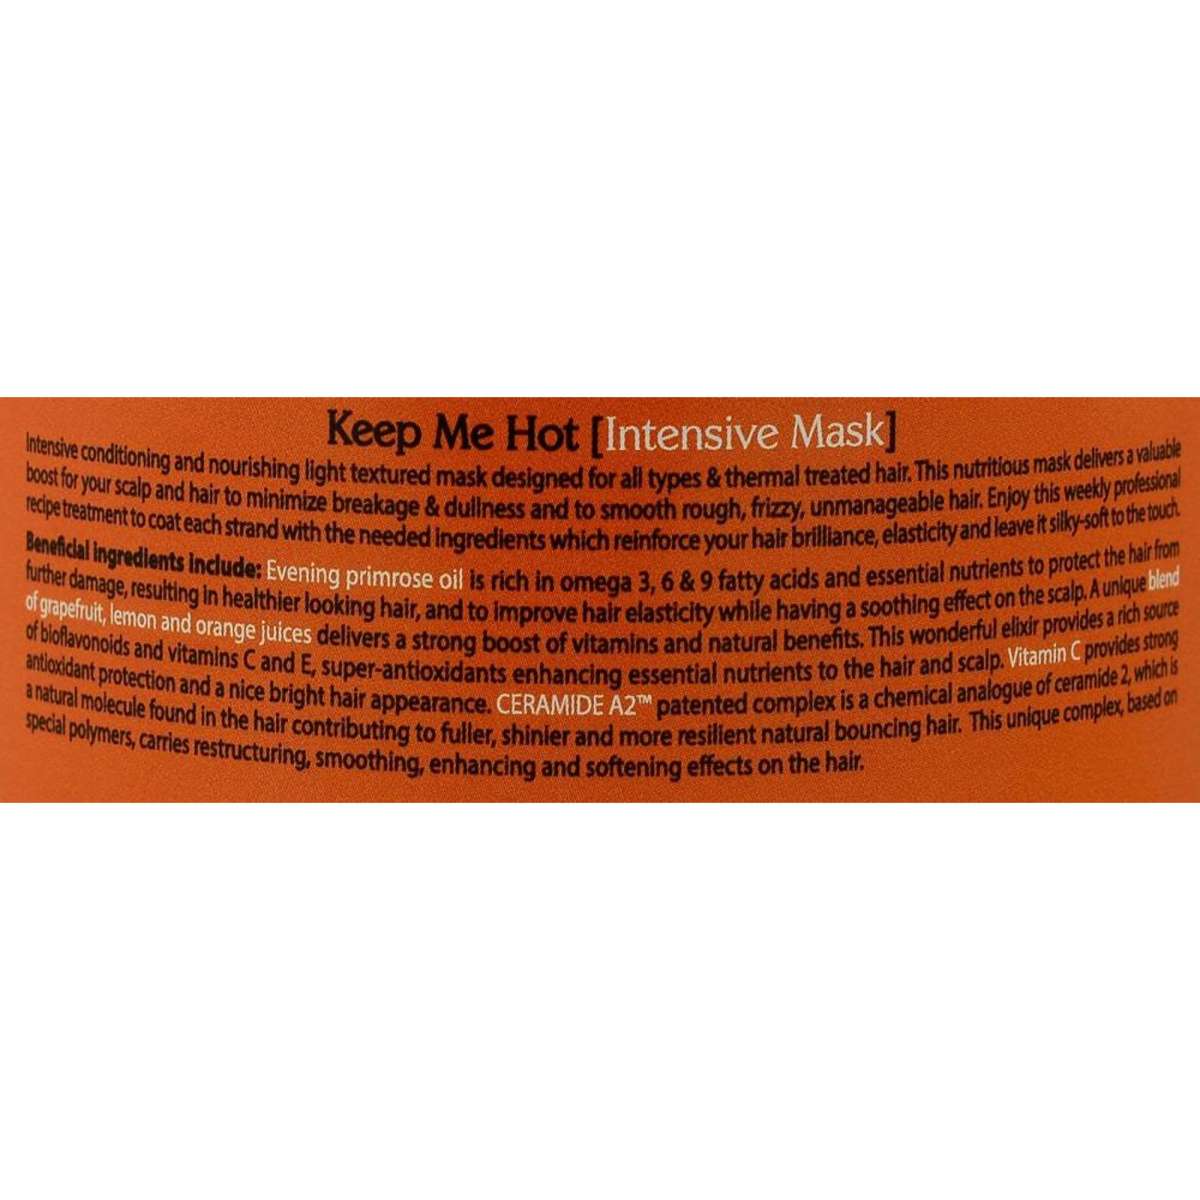 Keep Me Hot [Intensive Mask]
Intensive conditioning and nourishing light textured mask designed for all types & thermal treated hair. This nutritious mask delivers a valuable
boost for your scalp and hair to minimize breakage & dullness and to smooth rough, frizzy, unmanageable hair. Enjoy this weekly professional
recipe treatment to coat each strand with the needed ingredients which reinforce your hair brilliance, elasticity and leave it silky-soft to the touch.
Beneficial ingredients include: Evening primrose oil is rich in omega 3, 6 & 9 fatty acids and essential nutrients to protect the hair from
further damage, resulting in healthier looking hair, and to improve hair elasticity while having a soothing effect on the scalp. A unique blend
of grapefruit, lemon and orange juices delivers a strong boost of vitamins and natural benefits. This wonderful elixir provides a rich source
of bioflavonoids and vitamins C and E, super-antioxidants enhancing essential nutrients to the hair and scalp. Vitamin C provides strong
antioxidant protection and a nice bright hair appearance. CERAMIDE A2™ patented complex is a chemical analogue of ceramide 2, which is
a natural molecule found in the hair contributing to fuller, shinier and more resilient natural bouncing hair. This unique complex, based on
special polymers, carries restructuring, smoothing, enhancing and softening effects on the hair.